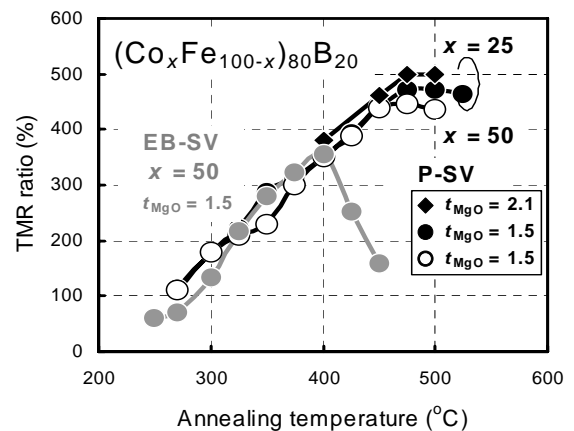 (CoxFe100-x)80B20
x = 25
EB-SV
x = 50
tMgO = 1.5
x = 50
P-SV
tMgO = 2.1
tMgO = 1.5
tMgO = 1.5
TMR ratio (%)
600
500
400
300
200
100
0
200
300
400
500
600
Annealing temperature (°C)